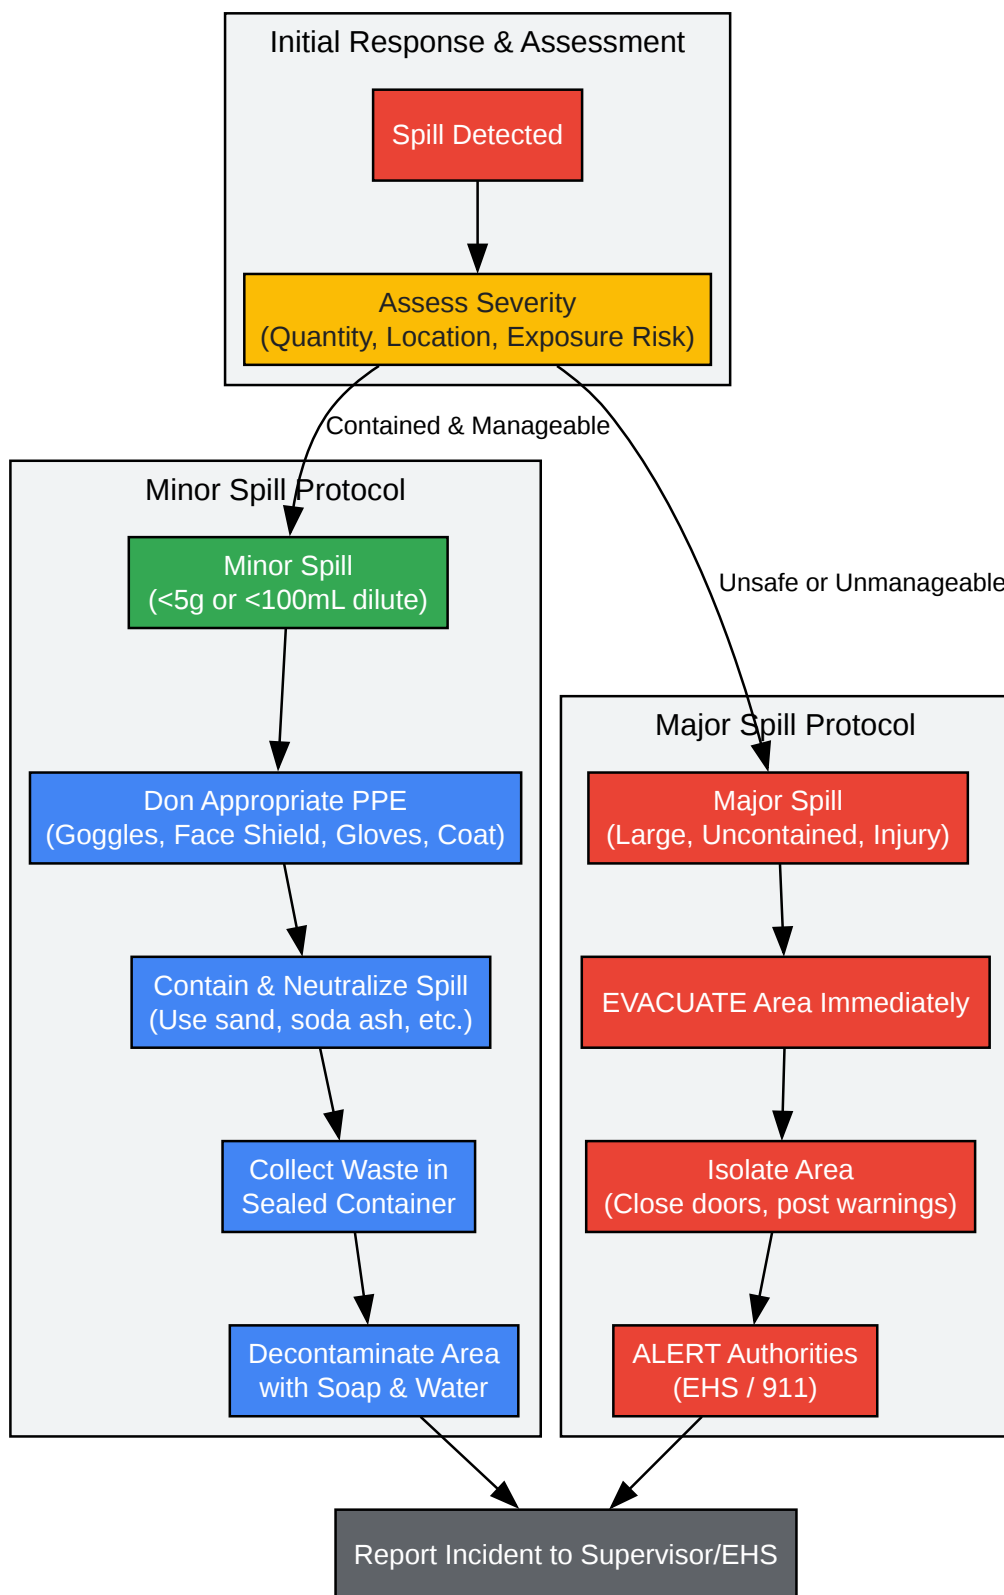 Initial Response & Assessment
Spill Detected
Assess Severity
(Quantity, Location, Exposure Risk)
Contained & Manageable
Minor Spill Protocol
Minor Spill
(<5g or <100mL dilute)
Don Appropriate PPE
(Goggles, Face Shield, Gloves, Coat)
Contain & Neutralize Spill
(Use sand, soda ash, etc.)
Collect Waste in
Sealed Container
Decontaminate Area
with Soap & Water
Unsafe or Unmanageable
Major Spill Protocol
Major Spill
(Large, Uncontained, Injury)
EVACUATE Area Immediately
Isolate Area
(Close doors, post warnings)
ALERT Authorities
(EHS / 911)
Report Incident to Supervisor/EHS